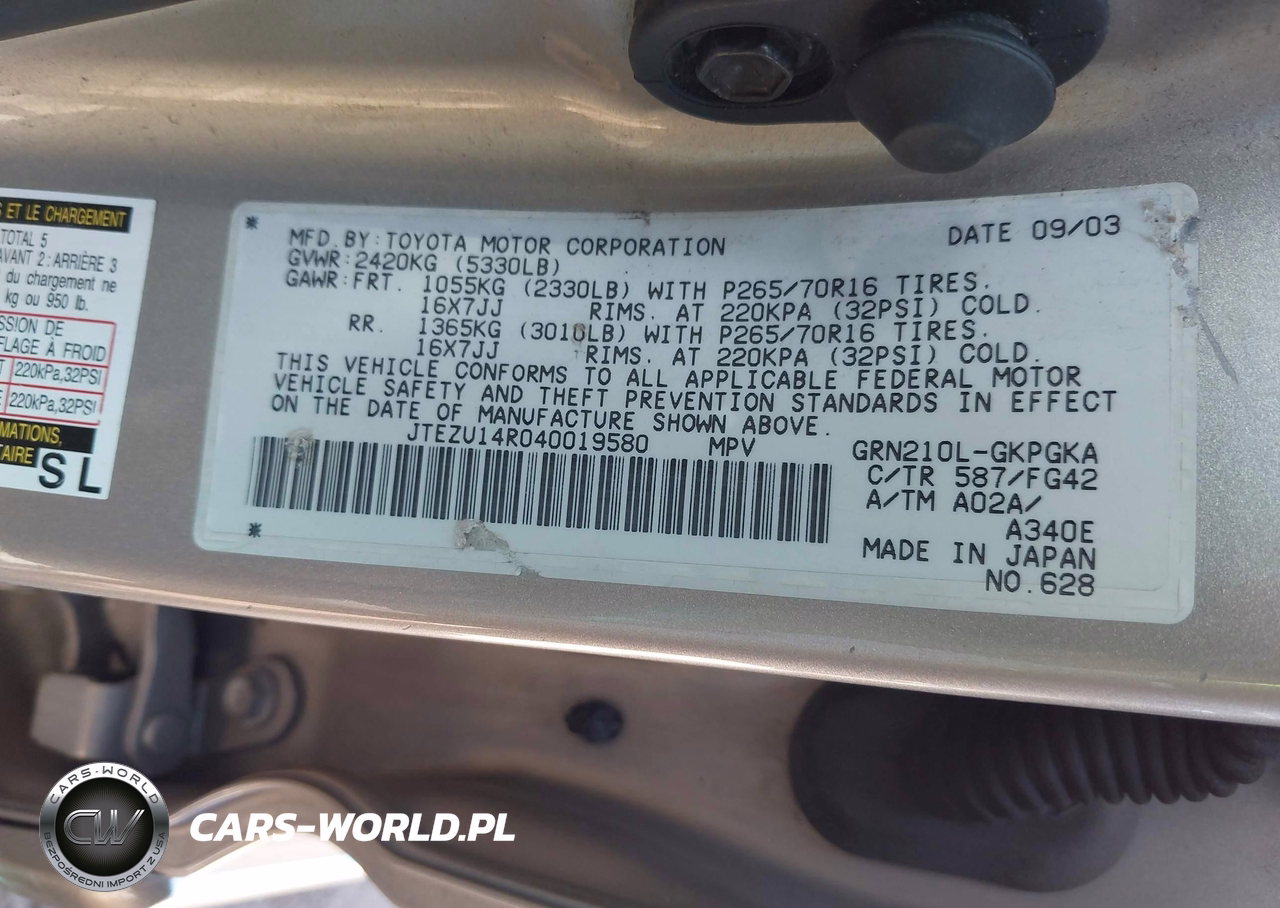 S ET LE CHARGEMENT
TOTAL 5
AVANT 2 : ARRIÈRE 3
du chargement ne
kg ou 950 lb.
SSION DE
FLAGE À FROID
220kPa,32PSI
220kPa,32PSI
MATIONS,
TAIRE
SL
* DATE 09/03
MFD. BY:TOYOTA MOTOR CORPORATION
GVWR:2420KG (5330LB)
GAWR:FRT. 1055KG (2330LB) WITH P265/70R16 TIRES.
16X7JJ RIMS. AT 220KPA (32PSI) COLD.
RR. 1365KG (3010LB) WITH P265/70R16 TIRES.
16X7JJ RIMS. AT 220KPA (32PSI) COLD.
THIS VEHICLE CONFORMS TO ALL APPLICABLE FEDERAL MOTOR
VEHICLE SAFETY AND THEFT PREVENTION STANDARDS IN EFFECT
ON THE DATE OF MANUFACTURE SHOWN ABOVE.
JTEZU14R040019580 MPV GRN210L-GKPGKA
C/TR 587/FG42
A/TM A02A/
A340E
* MADE IN JAPAN
NO.628
CARS-WORLD
CW
BEZPOŚREDNI IMPORT Z USA
CARS-WORLD.PL